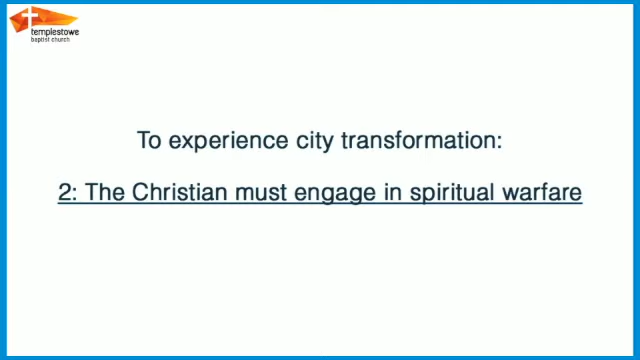 templestowe
baptist church
To experience city transformation:
2: The Christian must engage in spiritual warfare